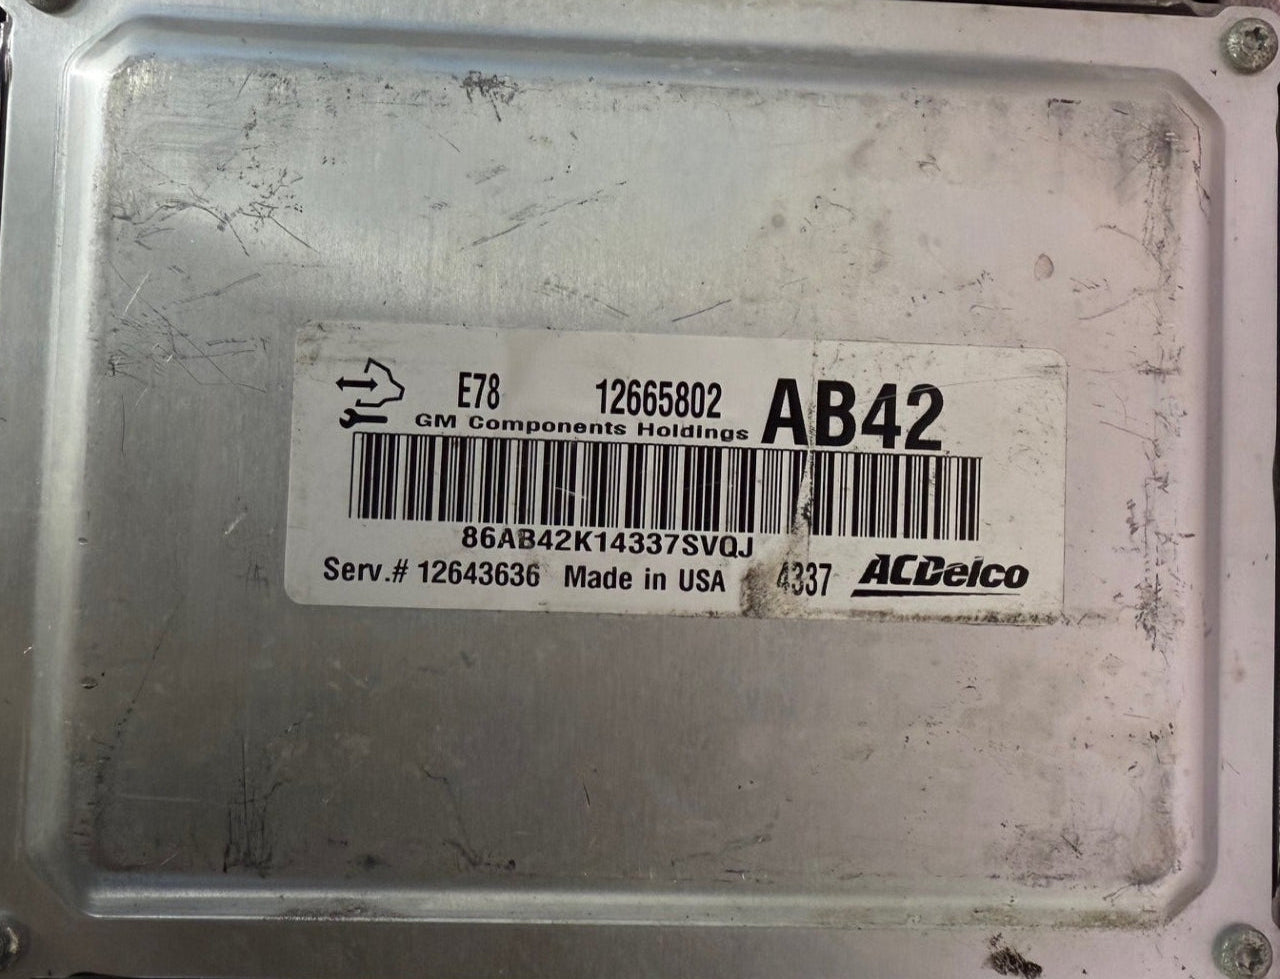 E78 12665802 AB42
GM Components Holdings
86AB42K14337SVQJ
Serv.# 12643636 Made in USA 4337 ACDelco